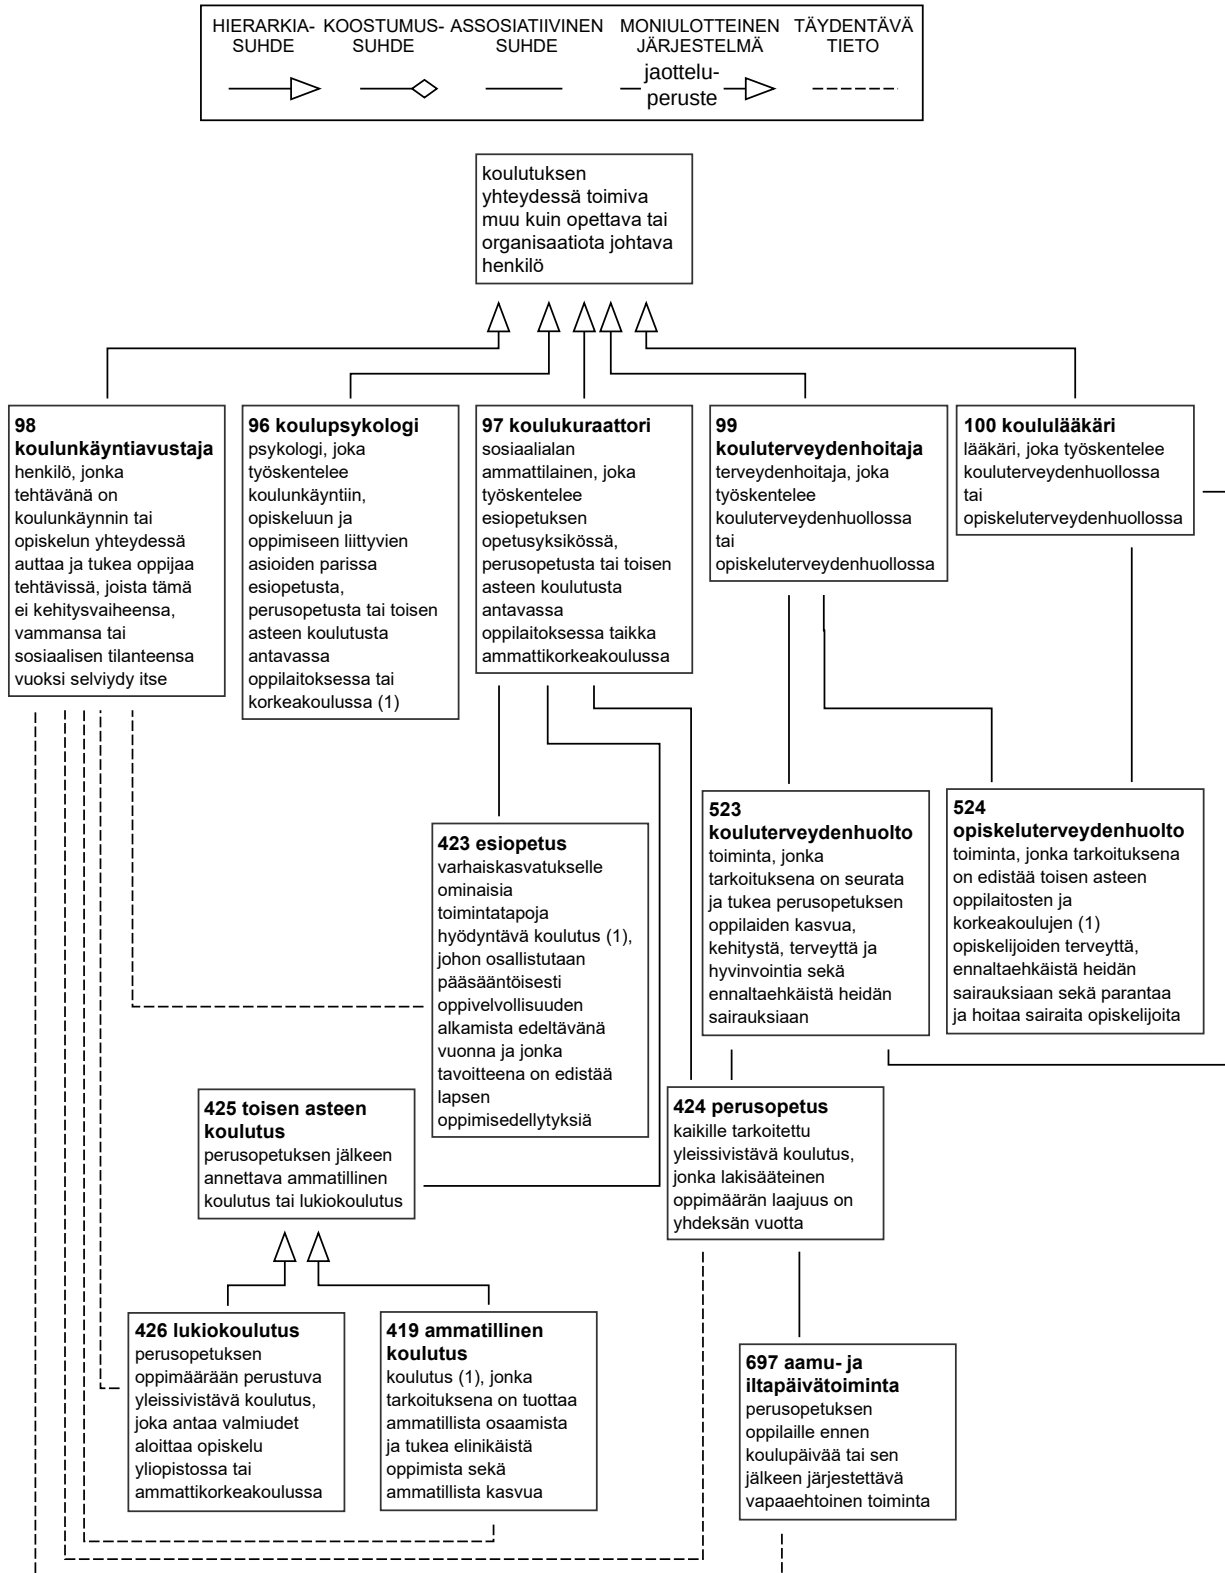 HIERARKIA-
SUHDE
KOOSTUMUS-
SUHDE
ASSOSIATIIVINEN
SUHDE
MONIULOTTEINEN
JÄRJESTELMÄ
jaottelu-
peruste
TÄYDENTÄVÄ
TIETO
koulutuksen
yhteydessä toimiva
muu kuin opettava tai
organisaatiota johtava
henkilö
98
koulunkäyntiavustaja
henkilö, jonka
tehtävänä on
koulunkäynnin tai
opiskelun yhteydessä
auttaa ja tukea oppijaa
tehtävissä, joista tämä
ei kehitysvaiheensa,
vammansa tai
sosiaalisen tilanteensa
vuoksi selviydy itse
96 koulupsykologi
psykologi, joka
työskentelee
koulunkäyntiin,
opiskeluun ja
oppimiseen liittyvien
asioiden parissa
esiopetusta,
perusopetusta tai toisen
asteen koulutusta
antavassa
oppilaitoksessa tai
korkeakoulussa (1)
97 koulukuraattori
sosiaalialan
ammattilainen, joka
työskentelee
esiopetuksen
opetusyksikössä,
perusopetusta tai toisen
asteen koulutusta
antavassa
oppilaitoksessa taikka
ammattikorkeakoulussa
99
kouluterveydenhoitaja
terveydenhoitaja, joka
työskentelee
kouluterveydenhuollossa
tai
opiskeluterveydenhuollossa
100 koululääkäri
lääkäri, joka työskentelee
kouluterveydenhuollossa
tai
opiskeluterveydenhuollossa
423 esiopetus
varhaiskasvatukselle
ominaisia
toimintatapoja
hyödyntävä koulutus (1),
johon osallistutaan
pääsääntöisesti
oppivelvollisuuden
alkamista edeltävänä
vuonna ja jonka
tavoitteena on edistää
lapsen
oppimisedellytyksiä
523
kouluterveydenhuolto
toiminta, jonka
tarkoituksena on seurata
ja tukea perusopetuksen
oppilaiden kasvua,
kehitystä, terveyttä ja
hyvinvointia sekä
ennaltaehkäistä heidän
sairauksiaan
524
opiskeluterveydenhuolto
toiminta, jonka tarkoituksena
on edistää toisen asteen
oppilaitosten ja
korkeakoulujen (1)
opiskelijoiden terveyttä,
ennaltaehkäistä heidän
sairauksiaan sekä parantaa
ja hoitaa sairaita opiskelijoita
425 toisen asteen
koulutus
perusopetuksen jälkeen
annettava ammatillinen
koulutus tai lukiokoulutus
424 perusopetus
kaikille tarkoitettu
yleissivistävä koulutus,
jonka lakisääteinen
oppimäärän laajuus on
yhdeksän vuotta
426 lukiokoulutus
perusopetuksen
oppimäärään perustuva
yleissivistävä koulutus,
joka antaa valmiudet
aloittaa opiskelu
yliopistossa tai
ammattikorkeakoulussa
419 ammatillinen
koulutus
koulutus (1), jonka
tarkoituksena on tuottaa
ammatillista osaamista
ja tukea elinikäistä
oppimista sekä
ammatillista kasvua
697 aamu- ja
iltapäivätoiminta
perusopetuksen
oppilaille ennen
koulupäivää tai sen
jälkeen järjestettävä
vapaaehtoinen toiminta